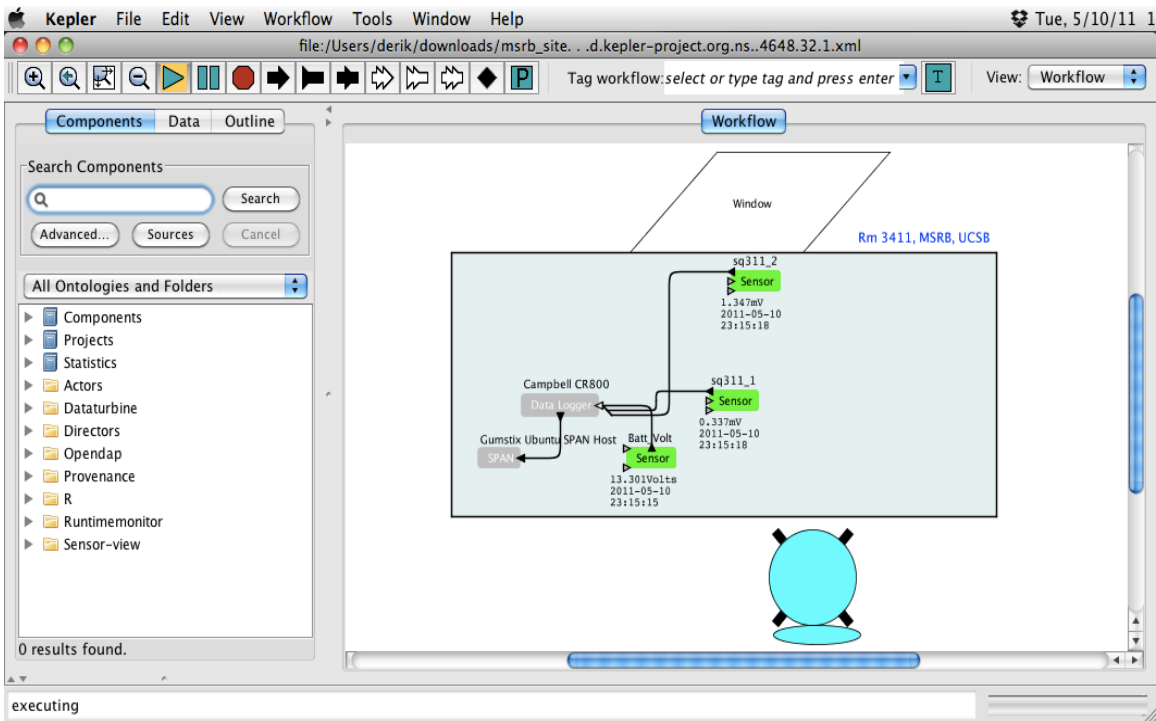 Kepler File Edit View Workflow Tools Window Help Tue, 5/10/11 1
file:/Users/derik/downloads/msrb_site. . .d.kepler-project.org.ns..4648.32.1.xml
P Tag workflow: select or type tag and press enter T View: Workflow
Components Data Outline
Workflow
Search Components
Search
Advanced... Sources Cancel
All Ontologies and Folders
Components
Projects
Statistics
Actors
Dataturbine
Directors
Opendap
Provenance
R
Runtimemonitor
Sensor-view
0 results found.
Window
Rm 3411, MSRB, UCSB
sq311_2
Sensor
1.347mV
2011-05-10
23:15:18
Campbell CR800
Data Logger
sq311_1
Sensor
0.337mV
2011-05-10
23:15:18
Gumstix Ubuntu SPAN Host
SPAN
Batt_Volt
Sensor
13.301Volts
2011-05-10
23:15:15
executing